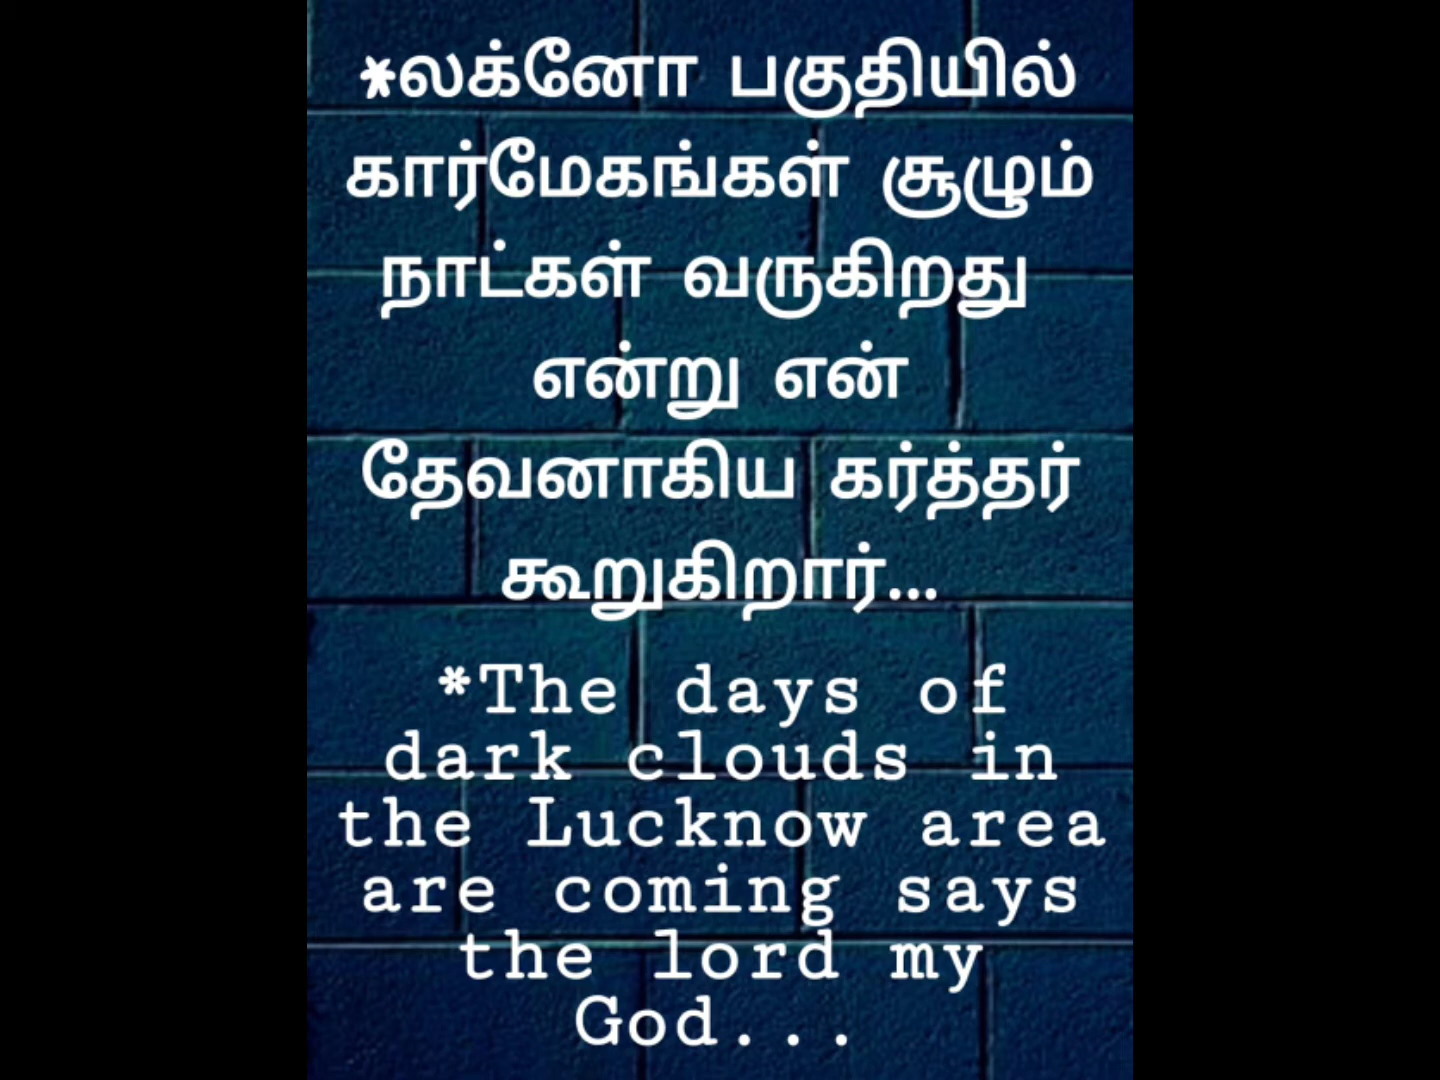 *லக்னோ பகுதியில்
கார்மேகங்கள் சூழும்
நாட்கள் வருகிறது
என்று என்
தேவனாகிய கர்த்தர்
கூறுகிறார்...
*The days of
dark clouds in
the Lucknow area
are coming says
the lord my
God...